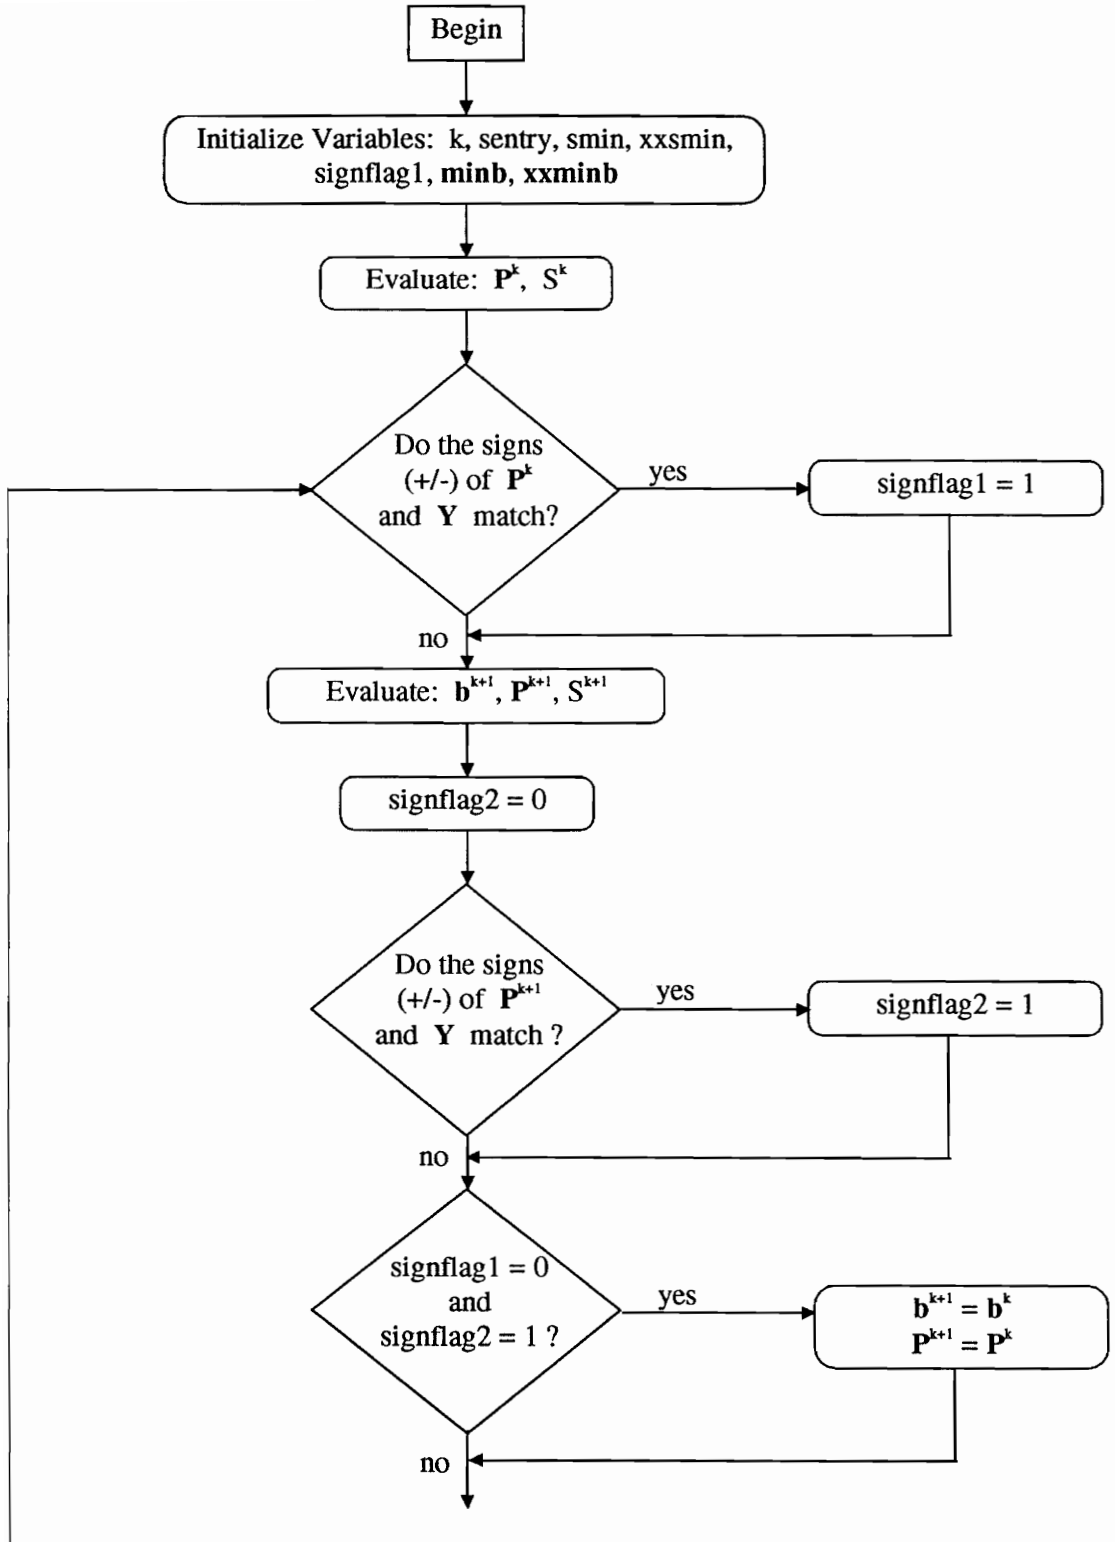 Begin
Initialize Variables: k, sentry, smin, xxsmin,
signflag1, minb, xxminb
Evaluate: P^k, S^k
Do the signs
(+/-) of P^k
and Y match?
yes
signflag1 = 1
no
Evaluate: b^k+1, P^k+1, S^k+1
signflag2 = 0
Do the signs
(+/-) of P^k+1
and Y match ?
yes
signflag2 = 1
no
signflag1 = 0
and
signflag2 = 1 ?
yes
b^k+1 = b^k
P^k+1 = P^k
no